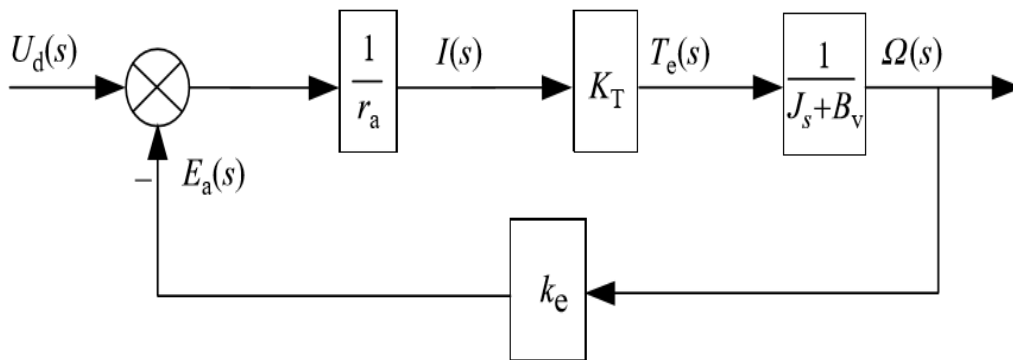 U_d(s)
1
r_a
I(s)
K_T
T_e(s)
1
J_s+B_v
Ω(s)
–
E_a(s)
k_e